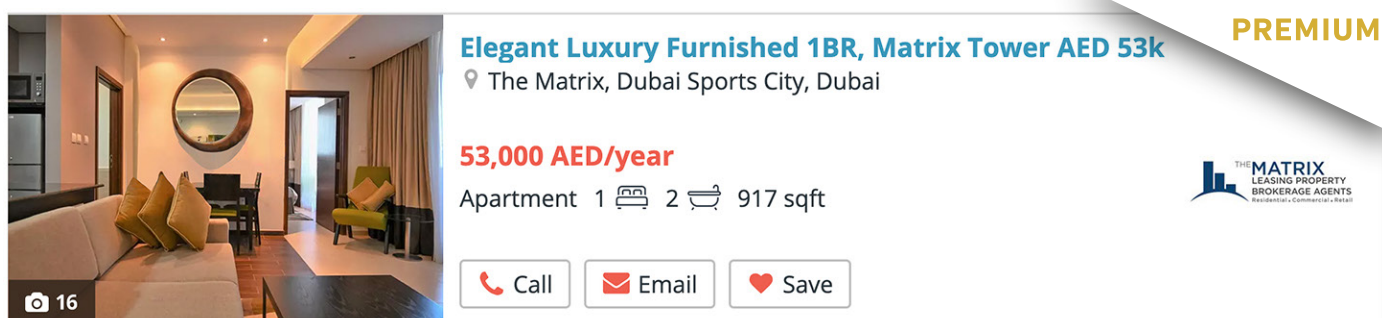 PREMIUM
Elegant Luxury Furnished 1BR, Matrix Tower AED 53k
The Matrix, Dubai Sports City, Dubai
53,000 AED/year
Apartment 1 2 917 sqft
THE MATRIX
LEASING PROPERTY
BROKERAGE AGENTS
Residential • Commercial • Retail
Call Email Save
16